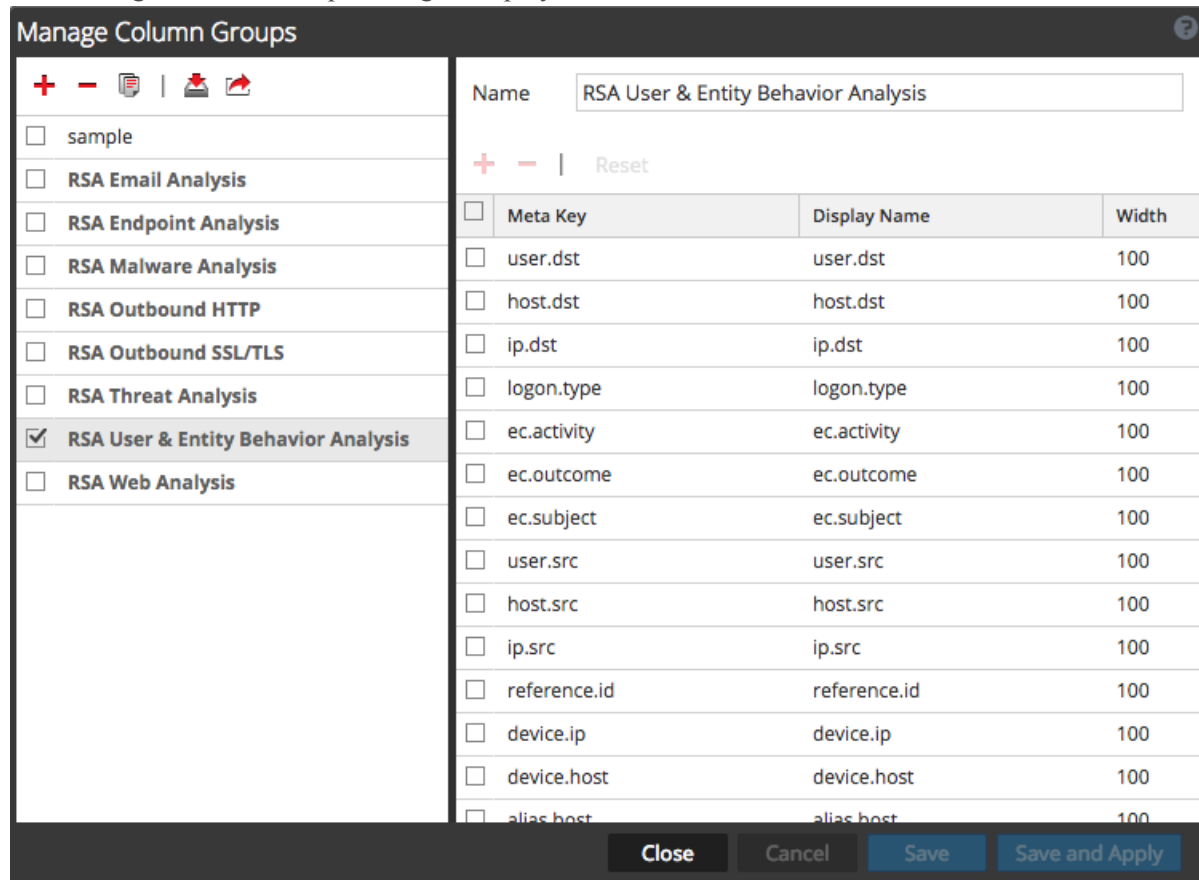 Manage Column Groups
sample
RSA Email Analysis
RSA Endpoint Analysis
RSA Malware Analysis
RSA Outbound HTTP
RSA Outbound SSL/TLS
RSA Threat Analysis
RSA User & Entity Behavior Analysis
RSA Web Analysis
Name RSA User & Entity Behavior Analysis
Reset
Meta Key Display Name Width
user.dst user.dst 100
host.dst host.dst 100
ip.dst ip.dst 100
logon.type logon.type 100
ec.activity ec.activity 100
ec.outcome ec.outcome 100
ec.subject ec.subject 100
user.src user.src 100
host.src host.src 100
ip.src ip.src 100
reference.id reference.id 100
device.ip device.ip 100
device.host device.host 100
alias.host alias.host 100
Close Cancel Save Save and Apply